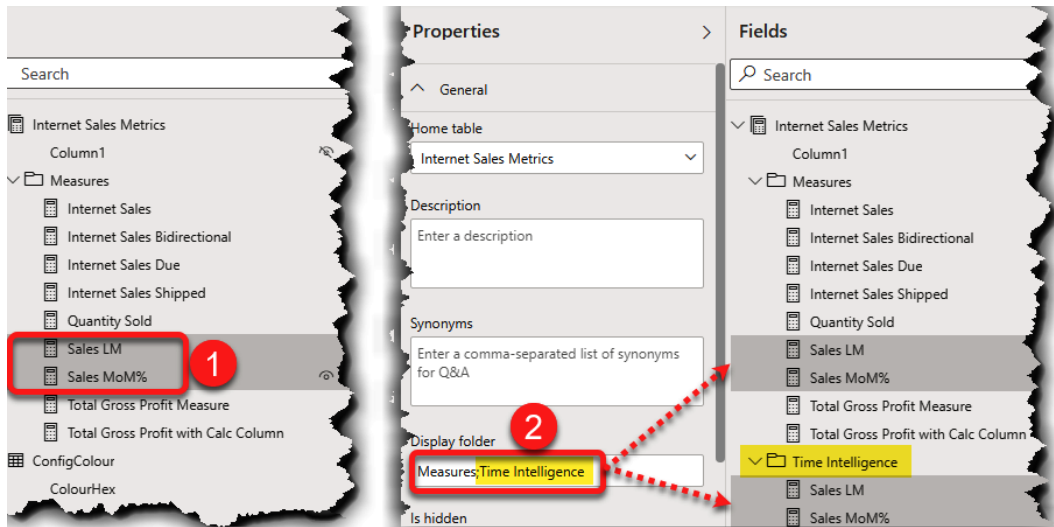 Search
Internet Sales Metrics
Column1
Measures
Internet Sales
Internet Sales Bidirectional
Internet Sales Due
Internet Sales Shipped
Quantity Sold
Sales LM
Sales MoM%
1
Total Gross Profit Measure
Total Gross Profit with Calc Column
ConfigColour
ColourHex
Properties
General
Home table
Internet Sales Metrics
Description
Enter a description
Synonyms
Enter a comma-separated list of synonyms
for Q&A
2
Display folder
Measures;Time Intelligence
Is hidden
Fields
Search
Internet Sales Metrics
Column1
Measures
Internet Sales
Internet Sales Bidirectional
Internet Sales Due
Internet Sales Shipped
Quantity Sold
Sales LM
Sales MoM%
Total Gross Profit Measure
Total Gross Profit with Calc Column
Time Intelligence
Sales LM
Sales MoM%